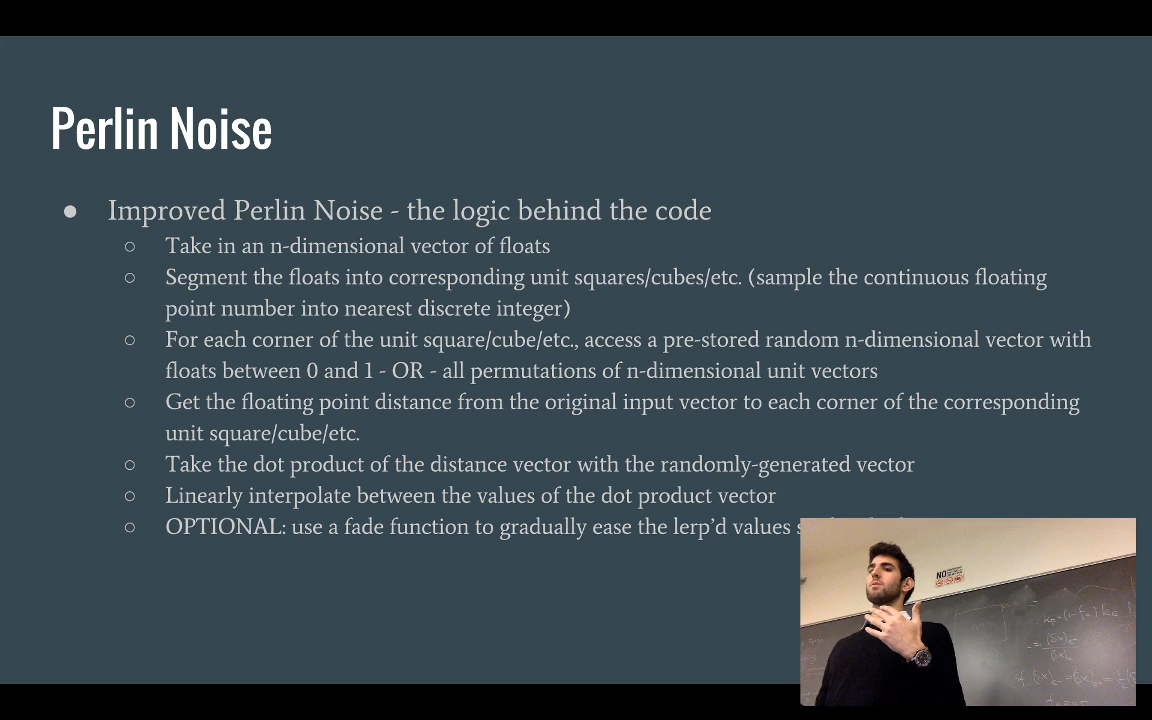 Perlin Noise
● Improved Perlin Noise - the logic behind the code
○ Take in an n-dimensional vector of floats
○ Segment the floats into corresponding unit squares/cubes/etc. (sample the continuous floating
point number into nearest discrete integer)
○ For each corner of the unit square/cube/etc., access a pre-stored random n-dimensional vector with
floats between 0 and 1 - OR - all permutations of n-dimensional unit vectors
○ Get the floating point distance from the original input vector to each corner of the corresponding
unit square/cube/etc.
○ Take the dot product of the distance vector with the randomly-generated vector
○ Linearly interpolate between the values of the dot product vector
○ OPTIONAL: use a fade function to gradually ease the lerp’d values
NO